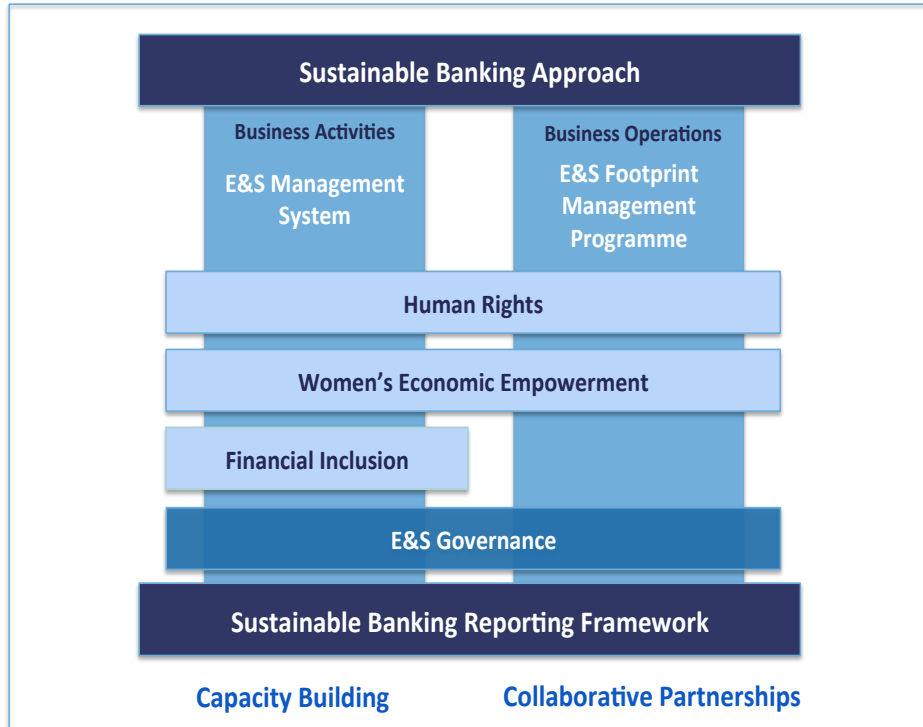 Sustainable Banking Approach
Business Activities
E&S Management
System
Business Operations
E&S Footprint
Management
Programme
Human Rights
Women’s Economic Empowerment
Financial Inclusion
E&S Governance
Sustainable Banking Reporting Framework
Capacity Building
Collaborative Partnerships